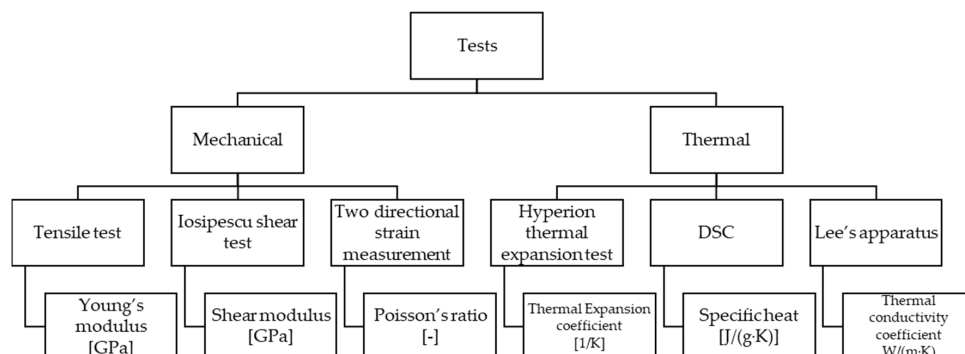 Tests
Mechanical
Thermal
Tensile test
Iosipescu shear
test
Two directional
strain
measurement
Hyperion
thermal
expansion test
DSC
Lee's apparatus
Young's
modulus
[GPa]
Shear modulus
[GPa]
Poisson's ratio
[-]
Thermal Expansion
coefficient
[1/K]
Specific heat
[J/(g·K)]
Thermal
conductivity
coefficient
W/(m·K)